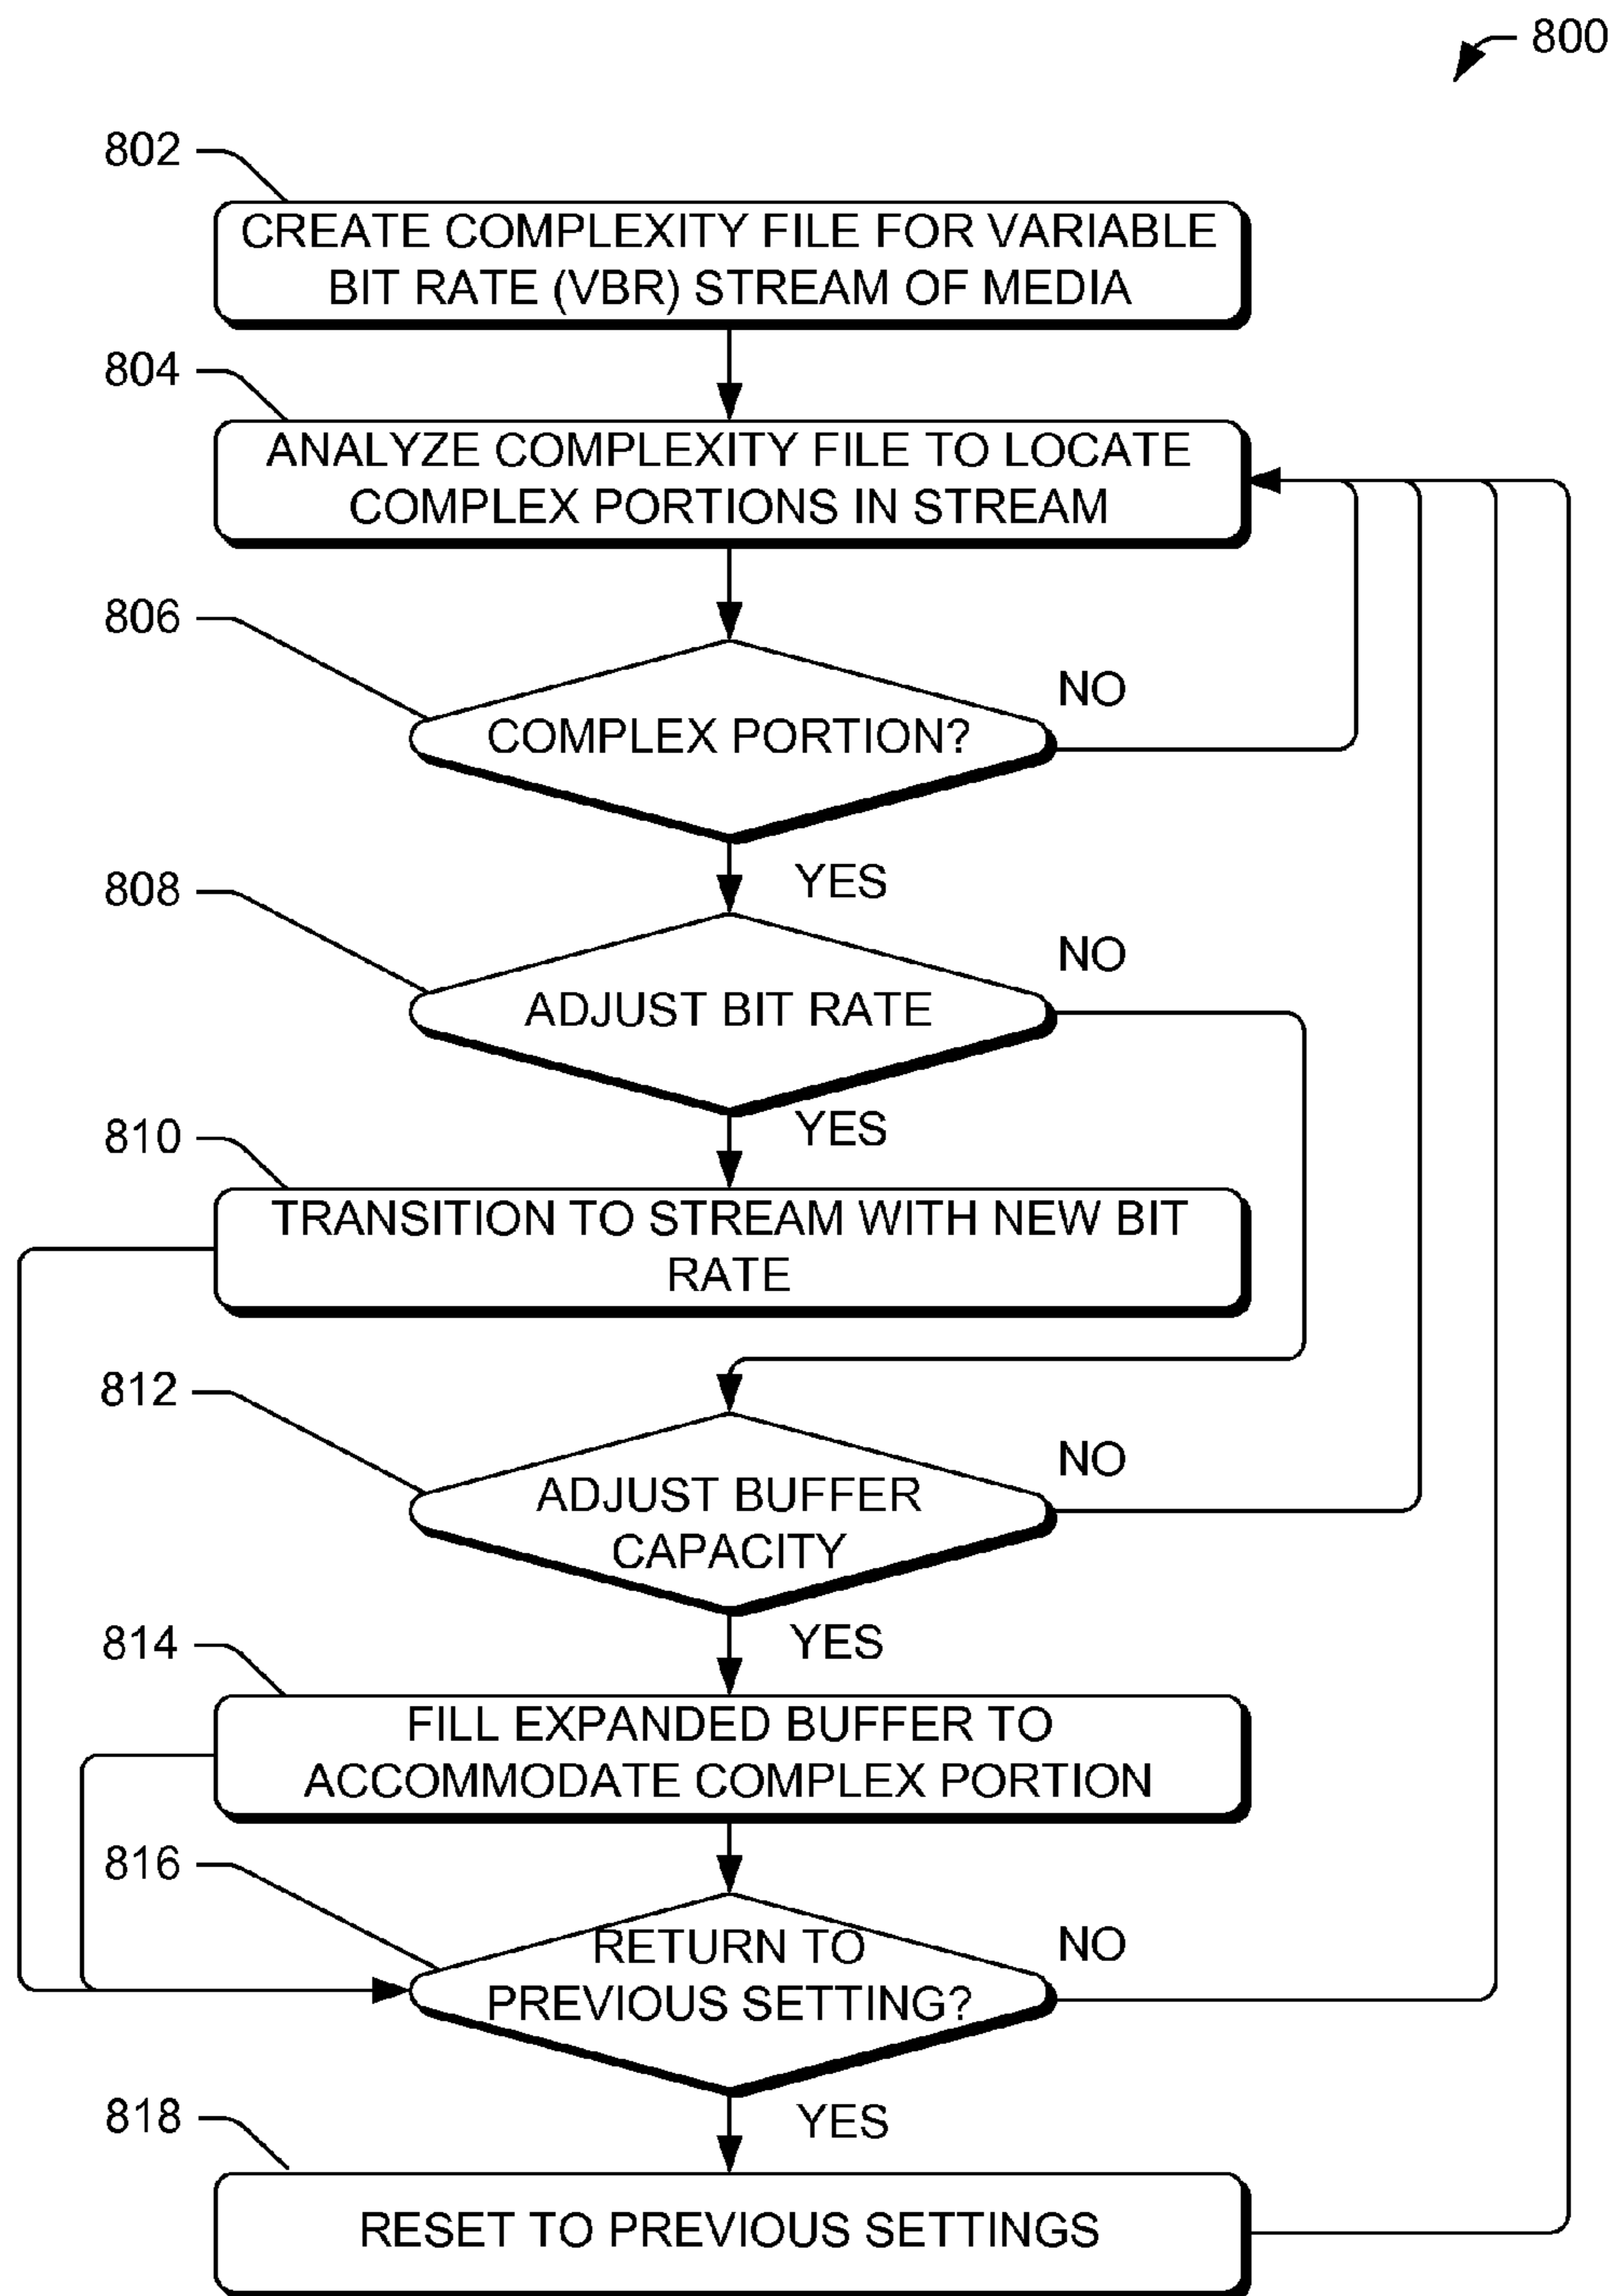 800
802
CREATE COMPLEXITY FILE FOR VARIABLE
BIT RATE (VBR) STREAM OF MEDIA
804
ANALYZE COMPLEXITY FILE TO LOCATE
COMPLEX PORTIONS IN STREAM
806
COMPLEX PORTION?
NO
YES
808
ADJUST BIT RATE
NO
YES
810
TRANSITION TO STREAM WITH NEW BIT
RATE
812
ADJUST BUFFER
CAPACITY
NO
YES
814
FILL EXPANDED BUFFER TO
ACCOMMODATE COMPLEX PORTION
816
RETURN TO
PREVIOUS SETTING?
NO
YES
818
RESET TO PREVIOUS SETTINGS